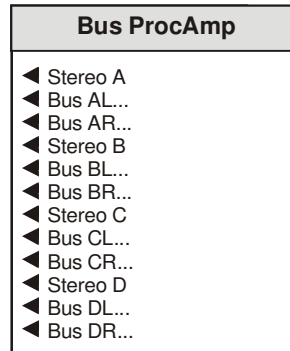 Bus ProcAmp
Stereo A
Bus AL...
Bus AR...
Stereo B
Bus BL...
Bus BR...
Stereo C
Bus CL...
Bus CR...
Stereo D
Bus DL...
Bus DR...